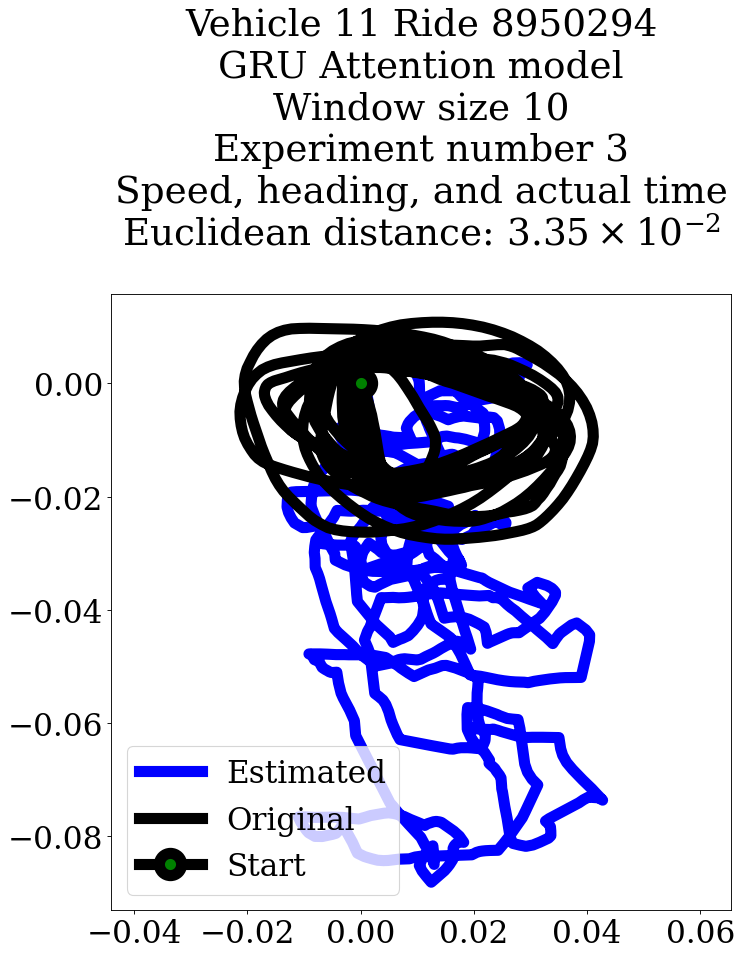 Vehicle 11 Ride 8950294
GRU Attention model
Window size 10
Experiment number 3
Speed, heading, and actual time
Euclidean distance: 3.35 × 10⁻²
0.00
−0.02
−0.04
−0.06
−0.08
Estimated
Original
Start
−0.04 −0.02 0.00 0.02 0.04 0.06